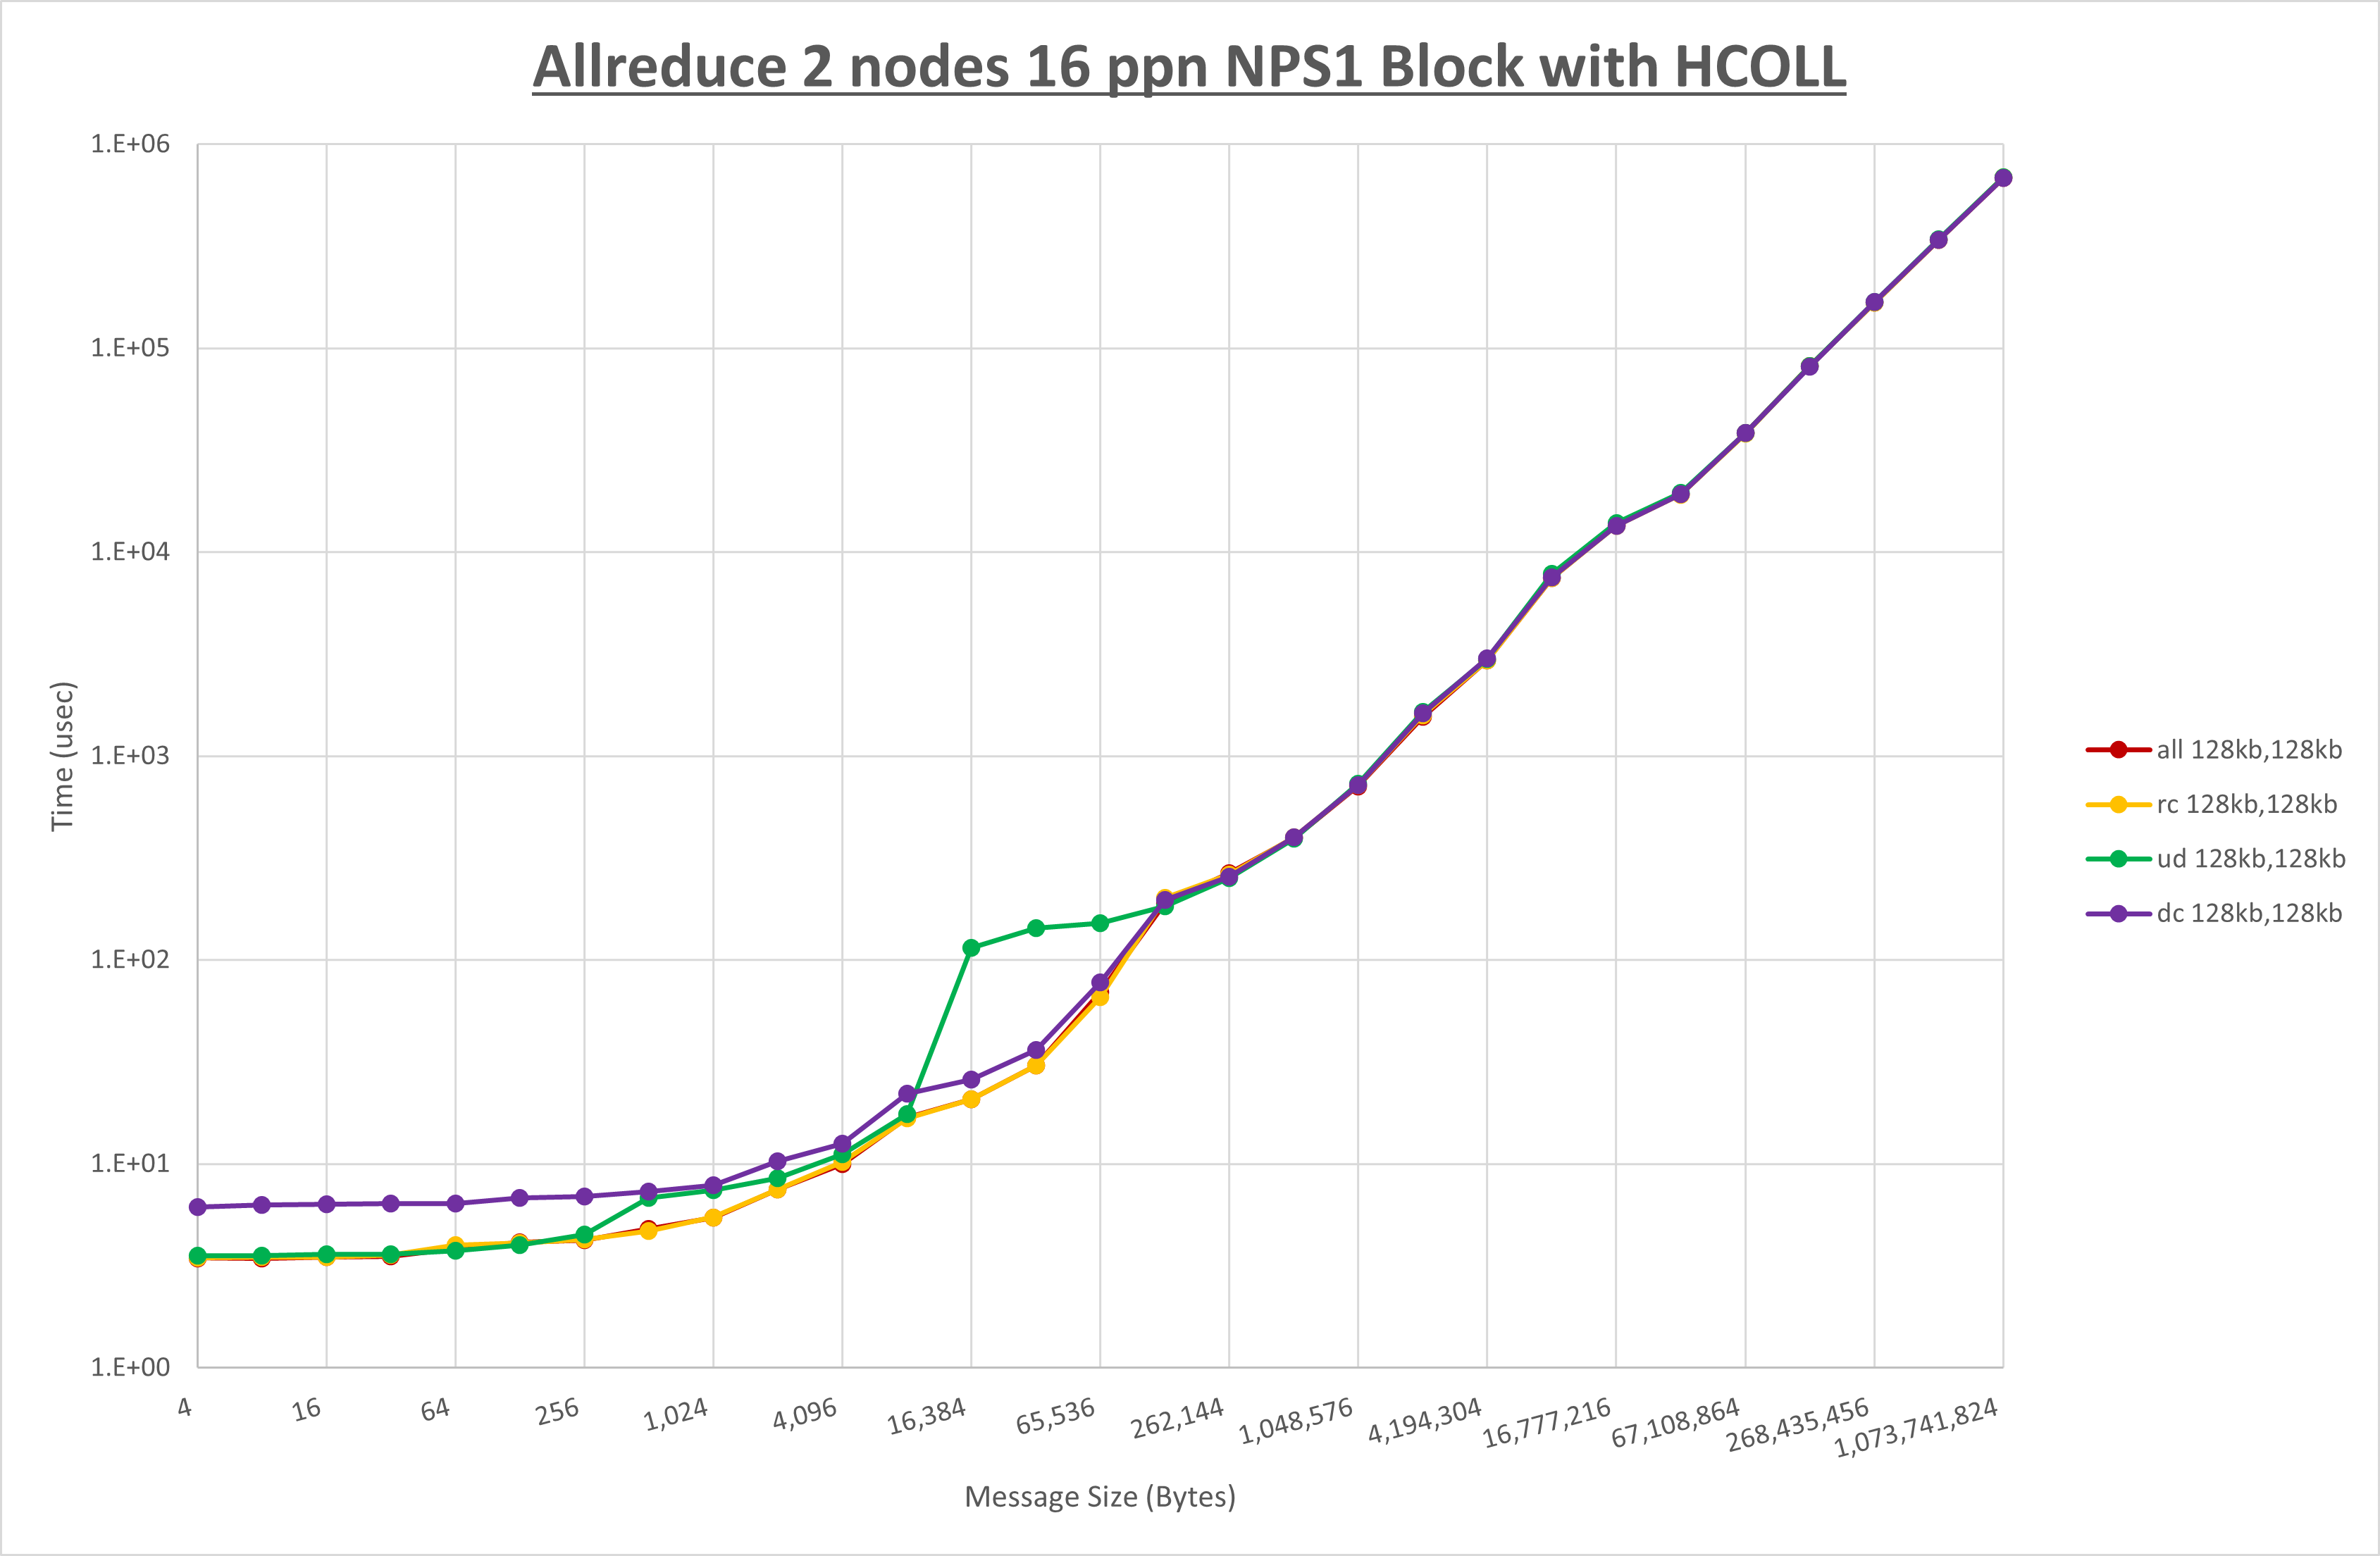 Allreduce 2 nodes 16 ppn NPS1 Block with HCOLL
1.E+06
1.E+05
1.E+04
1.E+03
1.E+02
1.E+01
1.E+00
Time (usec)
4
16
64
256
1,024
4,096
16,384
65,536
262,144
1,048,576
4,194,304
16,777,216
67,108,864
268,435,456
1,073,741,824
Message Size (Bytes)
all 128kb,128kb
rc 128kb,128kb
ud 128kb,128kb
dc 128kb,128kb